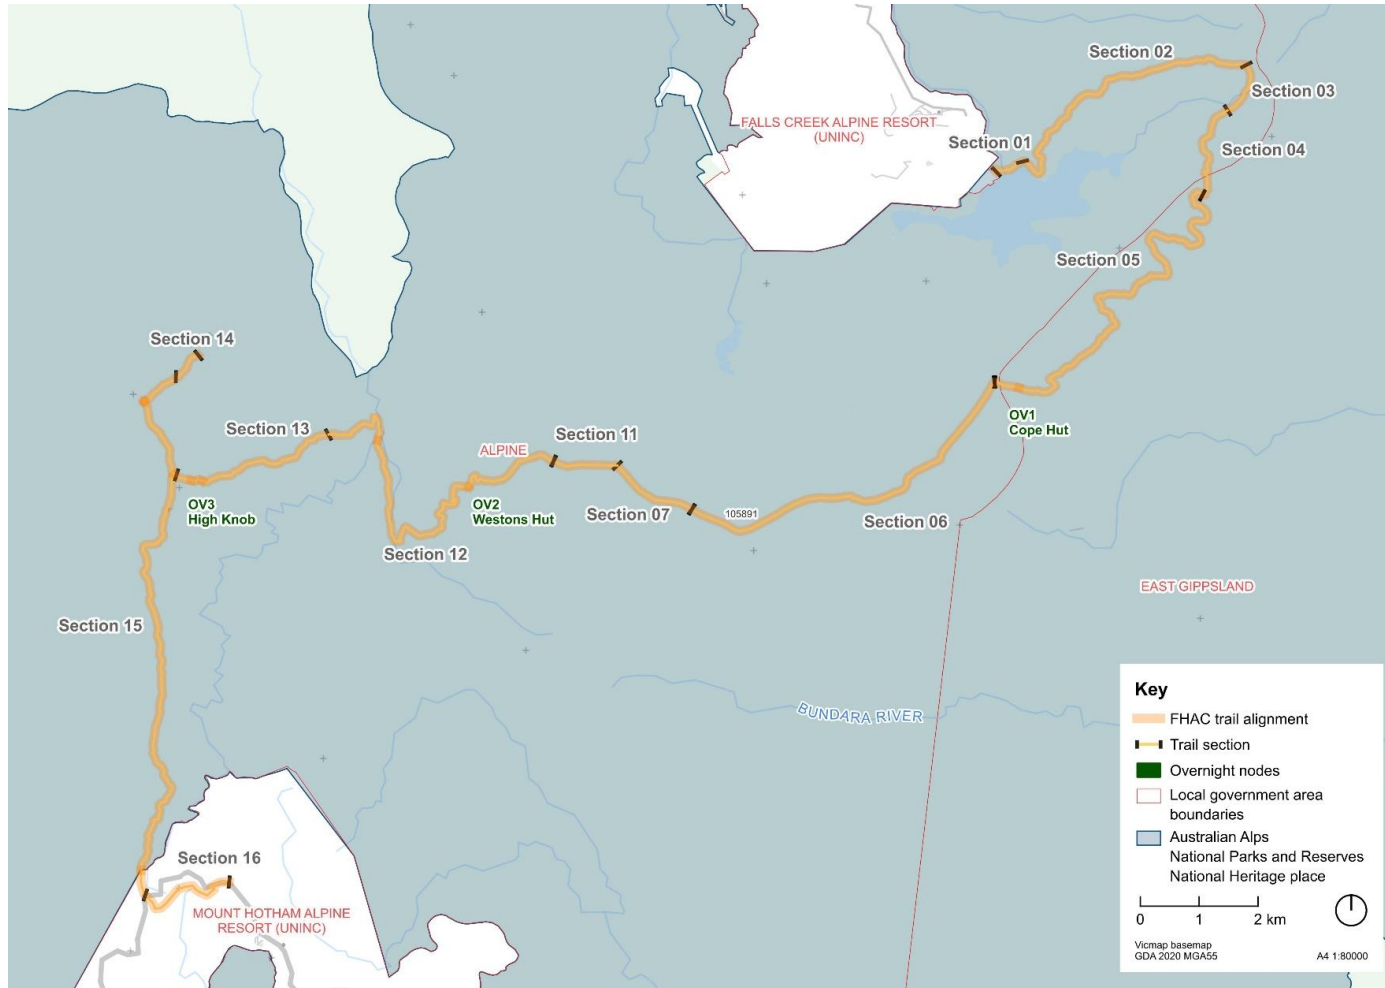 Section 02
Section 03
FALLS CREEK ALPINE RESORT
(UNINC)
Section 01
Section 04
Section 05
Section 14
OV1
Cope Hut
Section 13
ALPINE
Section 11
OV3
High Knob
OV2
Westons Hut
Section 07
105891
Section 06
Section 12
EAST GIPPSLAND
Section 15
BUNDARA RIVER
Section 16
MOUNT HOTHAM ALPINE
RESORT (UNINC)
Key
FHAC trail alignment
Trail section
Overnight nodes
Local government area
boundaries
Australian Alps
National Parks and Reserves
National Heritage place
0 1 2 km
Vicmap basemap
GDA 2020 MGA55
A4 1:80000